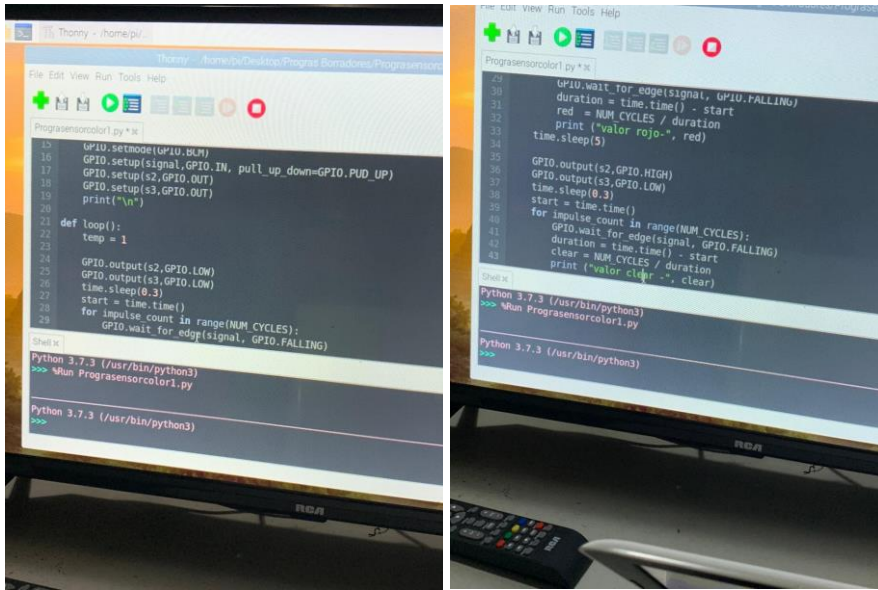 Thonny - /home/pi/...
Thonny - /home/pi/Desktop/Progras Borradores/Prograsensorco
File Edit View Run Tools Help
Prograsensorcolor1.py * ×
15 GPIO.setmode(GPIO.BCM)
16 GPIO.setup(signal,GPIO.IN, pull_up_down=GPIO.PUD_UP)
17 GPIO.setup(s2,GPIO.OUT)
18 GPIO.setup(s3,GPIO.OUT)
19 print("\n")
20
21 def loop():
22 temp = 1
23
24 GPIO.output(s2,GPIO.LOW)
25 GPIO.output(s3,GPIO.LOW)
26 time.sleep(0.3)
27 start = time.time()
28 for impulse_count in range(NUM_CYCLES):
29 GPIO.wait_for_edge(signal, GPIO.FALLING)
Shell ×
Python 3.7.3 (/usr/bin/python3)
>>> %Run Prograsensorcolor1.py
Python 3.7.3 (/usr/bin/python3)
>>>
RCA
File Edit View Run Tools Help
Prograsensorcolor1.py * ×
29
30 GPIO.wait_for_edge(signal, GPIO.FALLING)
31 duration = time.time() - start
32 red = NUM_CYCLES / duration
33 print ("valor rojo-", red)
34 time.sleep(5)
35
36 GPIO.output(s2,GPIO.HIGH)
37 GPIO.output(s3,GPIO.LOW)
38 time.sleep(0.3)
39 start = time.time()
40 for impulse_count in range(NUM_CYCLES):
41 GPIO.wait_for_edge(signal, GPIO.FALLING)
42 duration = time.time() - start
43 clear = NUM_CYCLES / duration
print ("valor clear -", clear)
Shell ×
Python 3.7.3 (/usr/bin/python3)
>>> %Run Prograsensorcolor1.py
Python 3.7.3 (/usr/bin/python3)
>>>
RCA
RCA